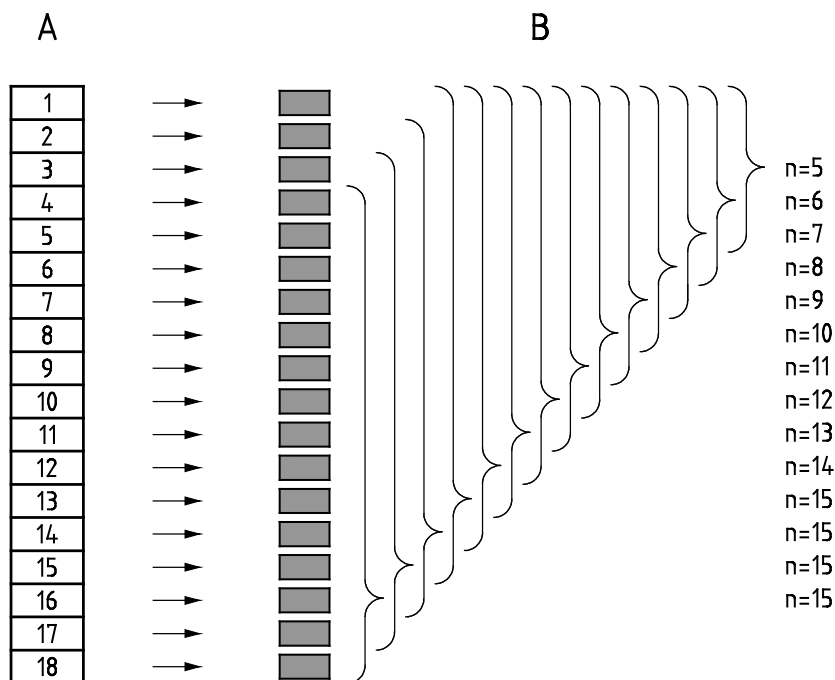 A B
1
2
3 n=5
4 n=6
5 n=7
6 n=8
7 n=9
8 n=10
9 n=11
10 n=12
11 n=13
12 n=14
13 n=15
14 n=15
15 n=15
16 n=15
17
18